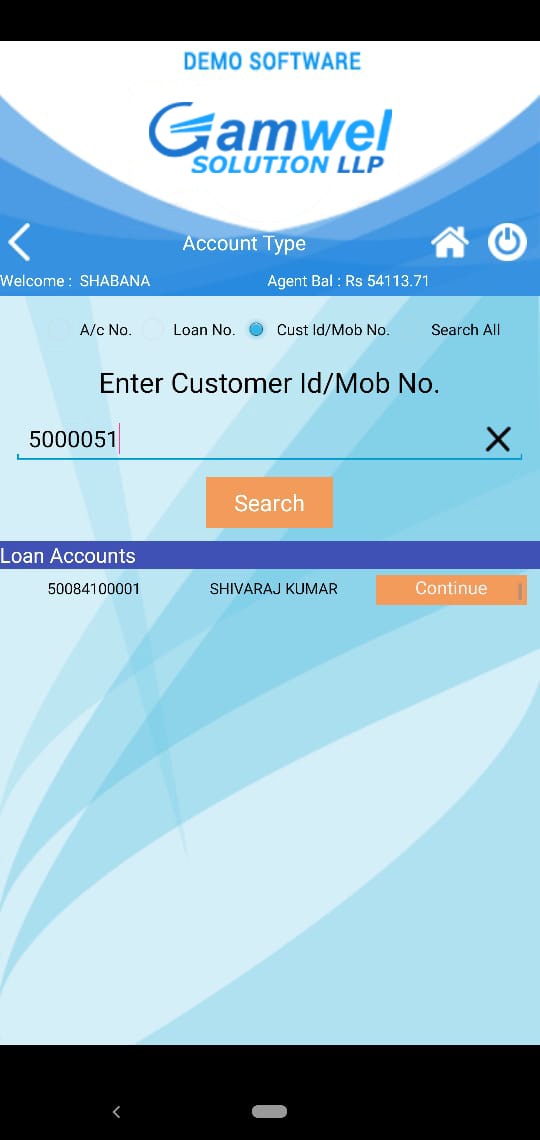 DEMO SOFTWARE
Gamwel
SOLUTION LLP
Account Type
Welcome : SHABANA Agent Bal : Rs 54113.71
A/c No. Loan No. Cust Id/Mob No. Search All
Enter Customer Id/Mob No.
5000051
Search
Loan Accounts
50084100001 SHIVARAJ KUMAR Continue